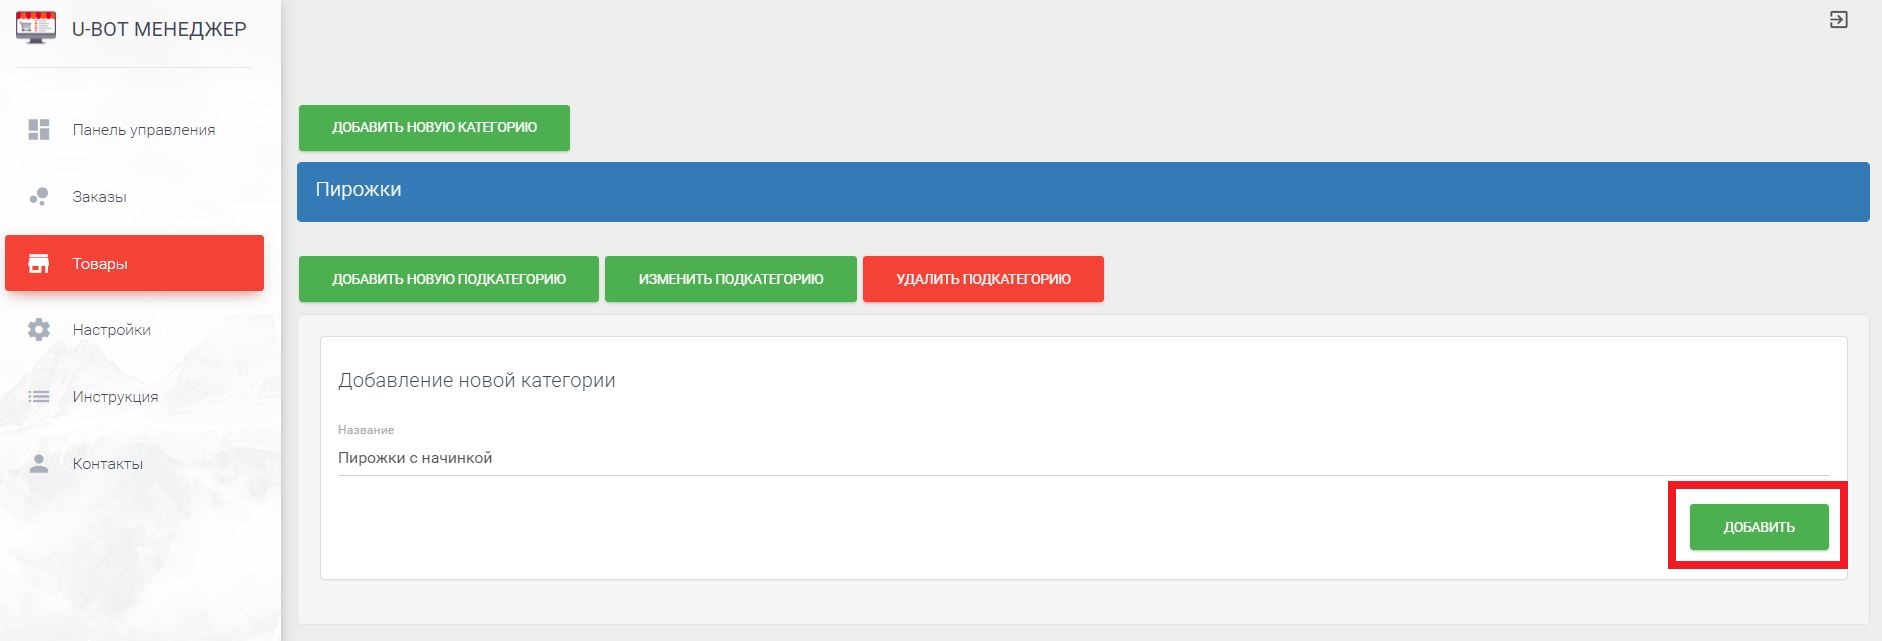 U-BOT МЕНЕДЖЕР
Панель управления
Заказы
Товары
Настройки
Инструкция
Контакты
ДОБАВИТЬ НОВУЮ КАТЕГОРИЮ
Пирожки
ДОБАВИТЬ НОВУЮ ПОДКАТЕГОРИЮ ИЗМЕНИТЬ ПОДКАТЕГОРИЮ УДАЛИТЬ ПОДКАТЕГОРИЮ
Добавление новой категории
Название
Пирожки с начинкой
ДОБАВИТЬ